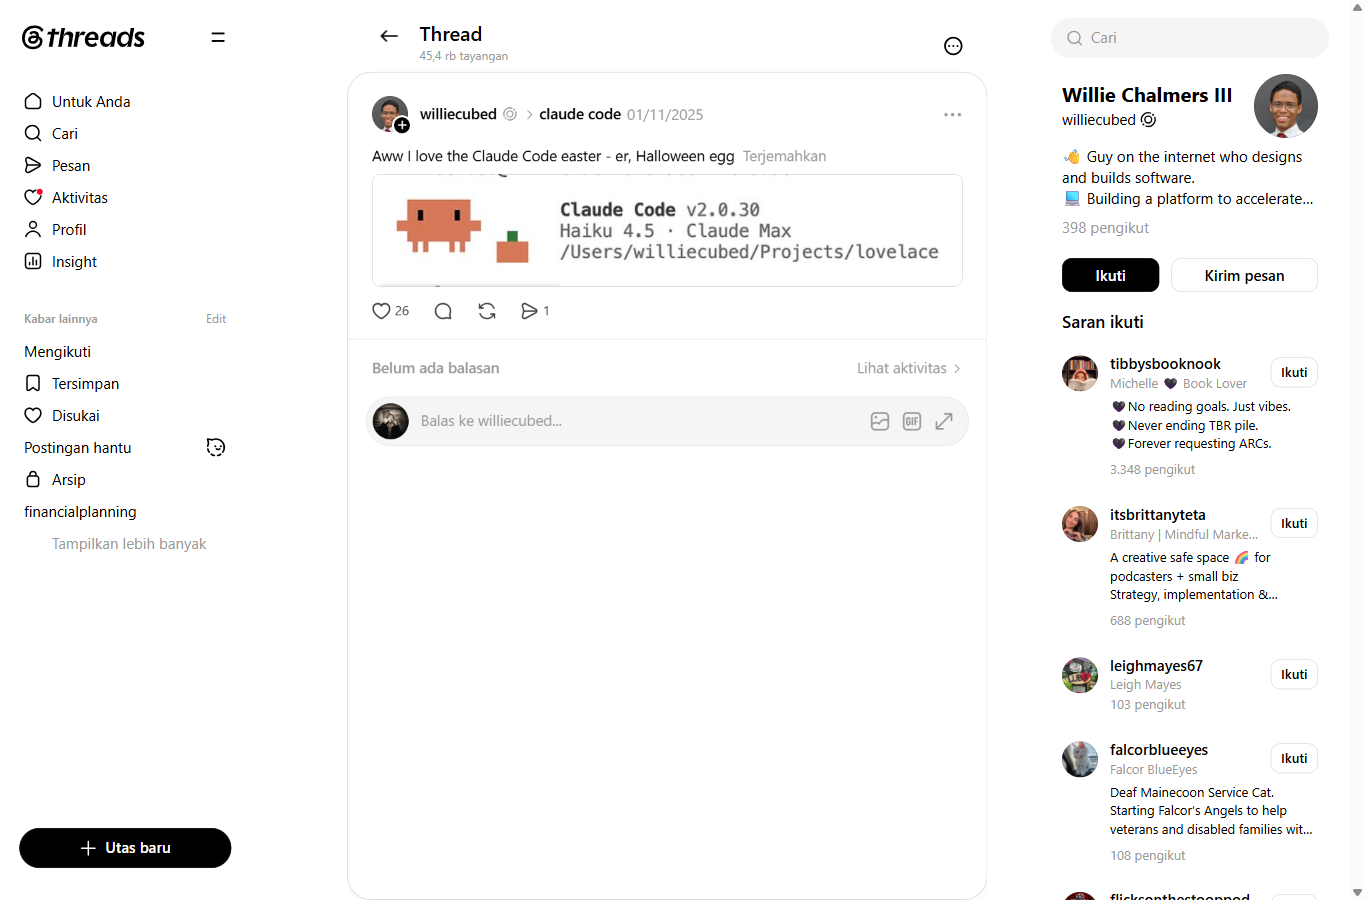 threads
Untuk Anda
Cari
Pesan
Aktivitas
Profil
Insight
Kabar lainnya
Edit
Mengikuti
Tersimpan
Disukai
Postingan hantu
Arsip
financialplanning
Tampilkan lebih banyak
Utas baru
Thread
45,4 rb tayangan
williecubed > claude code 01/11/2025
Aww I love the Claude Code easter - er, Halloween egg Terjemahkan
Claude Code v2.0.30
Haiku 4.5 · Claude Max
/Users/williecubed/Projects/lovelace
26
1
Belum ada balasan
Lihat aktivitas
Balas ke williecubed...
GIF
Cari
Willie Chalmers III
williecubed
👋 Guy on the internet who designs
and builds software.
💻 Building a platform to accelerate...
398 pengikut
Ikuti
Kirim pesan
Saran ikuti
tibbysbooknook
Michelle 🖤 Book Lover
Ikuti
🖤No reading goals. Just vibes.
🖤Never ending TBR pile.
🖤Forever requesting ARCs.
3.348 pengikut
itsbrittanyteta
Brittany | Mindful Marke...
Ikuti
A creative safe space 🌈 for
podcasters + small biz
Strategy, implementation &...
688 pengikut
leighmayes67
Leigh Mayes
Ikuti
103 pengikut
falcorblueeyes
Falcor BlueEyes
Ikuti
Deaf Mainecoon Service Cat.
Starting Falcor's Angels to help
veterans and disabled families wit...
108 pengikut